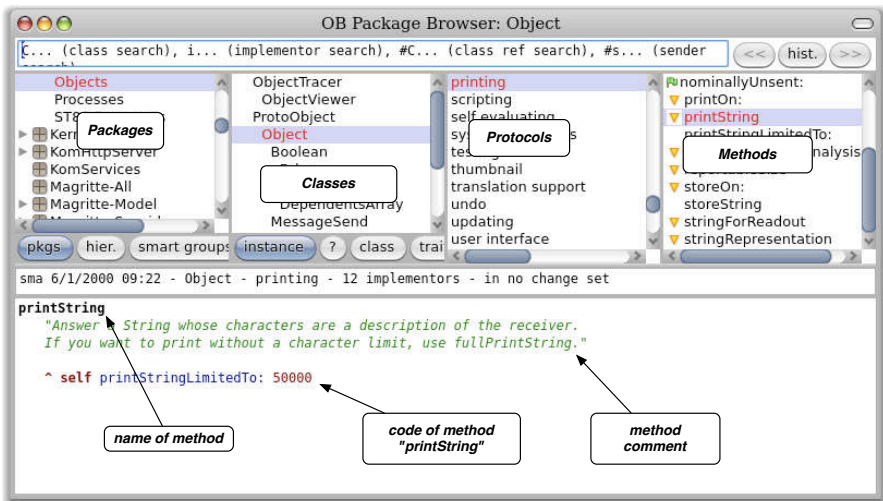 OB Package Browser: Object
C... (class search), i... (implementor search), #C... (class ref search), #s... (sender
<< hist. >>
Objects
Processes
KomHttpServer
KomServices
Magritte-All
Magritte-Model
Packages
pkgs hier. smart groups
ObjectTracer
ObjectViewer
ProtoObject
Object
Boolean
DependentsArray
MessageSend
Classes
instance ? class
printing
scripting
self evaluating
thumbnail
translation support
undo
updating
user interface
Protocols
nominallyUnsent:
printOn:
printString
printStringLimitedTo:
storeOn:
storeString
stringForReadout
stringRepresentation
Methods
sma 6/1/2000 09:22 - Object - printing - 12 implementors - in no change set
printString
"Answer a String whose characters are a description of the receiver.
If you want to print without a character limit, use fullPrintString."
^ self printStringLimitedTo: 50000
name of method
code of method
"printString"
method
comment